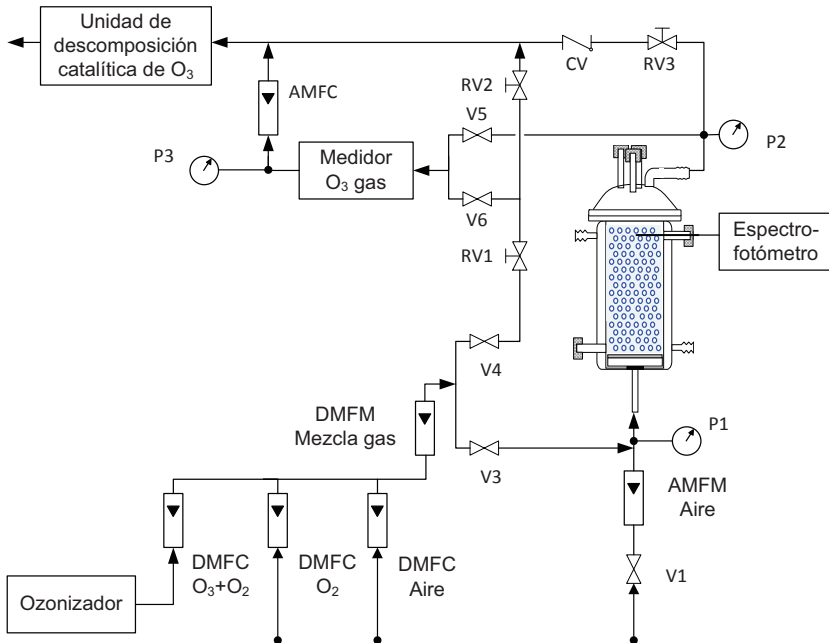 Unidad de
descomposición
catalítica de O₃
AMFC
CV
RV3
RV2
V5
P3
Medidor
O₃ gas
P2
V6
Espectro-
fotómetro
RV1
V4
DMFM
Mezcla gas
P1
V3
AMFM
Aire
DMFC
O₃+O₂
DMFC
O₂
DMFC
Aire
V1
Ozonizador